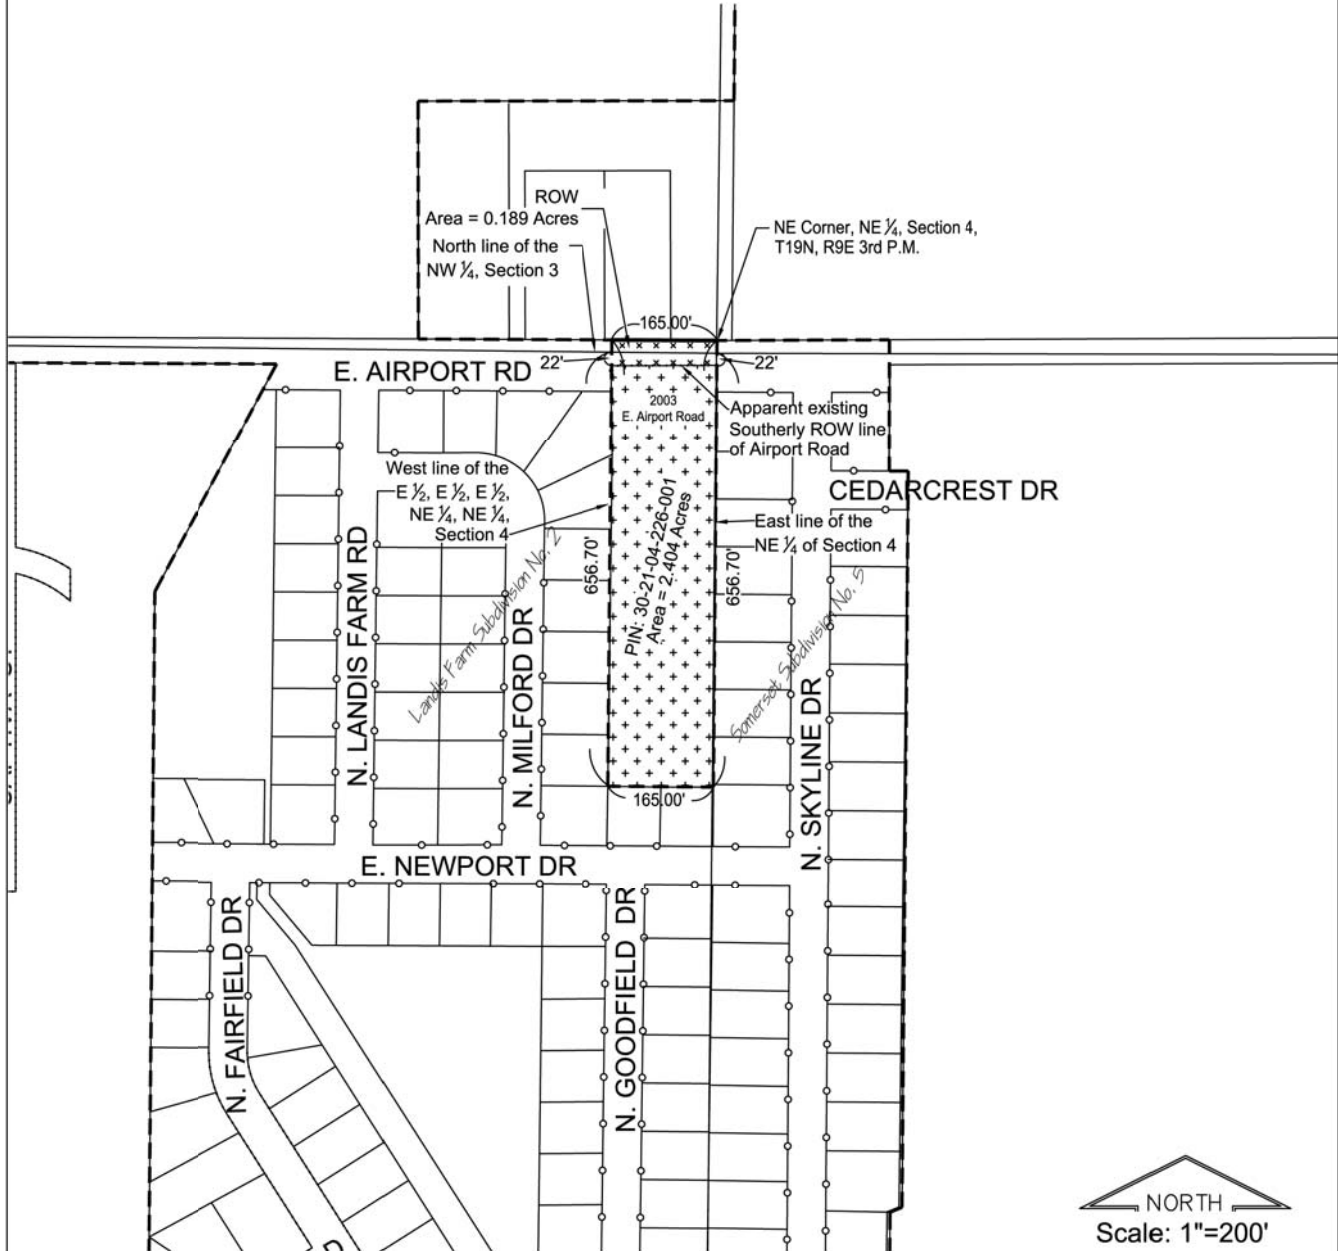 ROW
Area = 0.189 Acres
North line of the
NW ¼, Section 3
NE Corner, NE ¼, Section 4,
T19N, R9E 3rd P.M.
165.00'
22'
22'
E. AIRPORT RD
2003
E. Airport Road
Apparent existing
Southerly ROW line
of Airport Road
West line of the
E ½, E ½, E ½,
NE ¼, NE ¼,
Section 4
CEDARCREST DR
East line of the
NE ¼ of Section 4
656.70'
PIN: 30-21-04-226-001
Area = 2.404 Acres
656.70'
N. LANDIS FARM RD
Landis Farm Subdivision No. 2
N. MILFORD DR
Somerset Subdivision No. 5
N. SKYLINE DR
165.00'
E. NEWPORT DR
N. FAIRFIELD DR
N. GOODFIELD DR
NORTH
Scale: 1"=200'